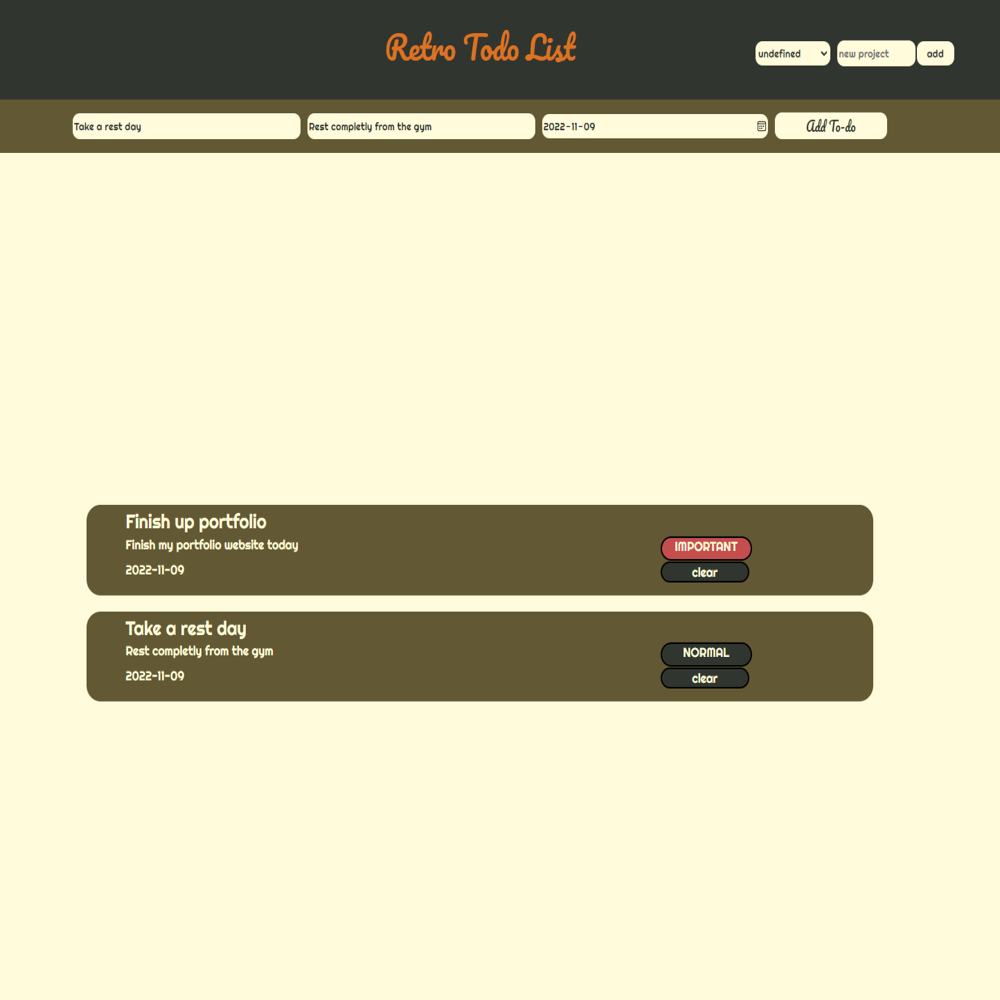 Retro Todo List
undefined
new project
add
Take a rest day
Rest completly from the gym
2022-11-09
Add To-do
Finish up portfolio
Finish my portfolio website today
2022-11-09
IMPORTANT
clear
Take a rest day
Rest completly from the gym
2022-11-09
NORMAL
clear